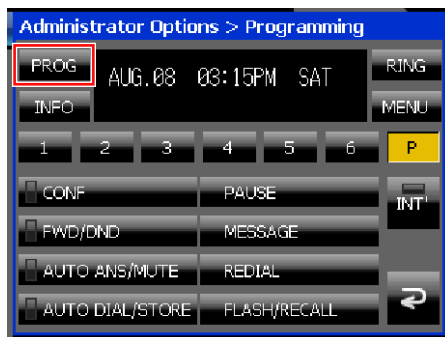 Administrator Options > Programming
PROG
AUG.08 03:15PM SAT
RING
INFO
MENU
1 2 3 4 5 6 P
CONF PAUSE
INT'
FWD/DND MESSAGE
AUTO ANS/MUTE REDIAL
AUTO DIAL/STORE FLASH/RECALL